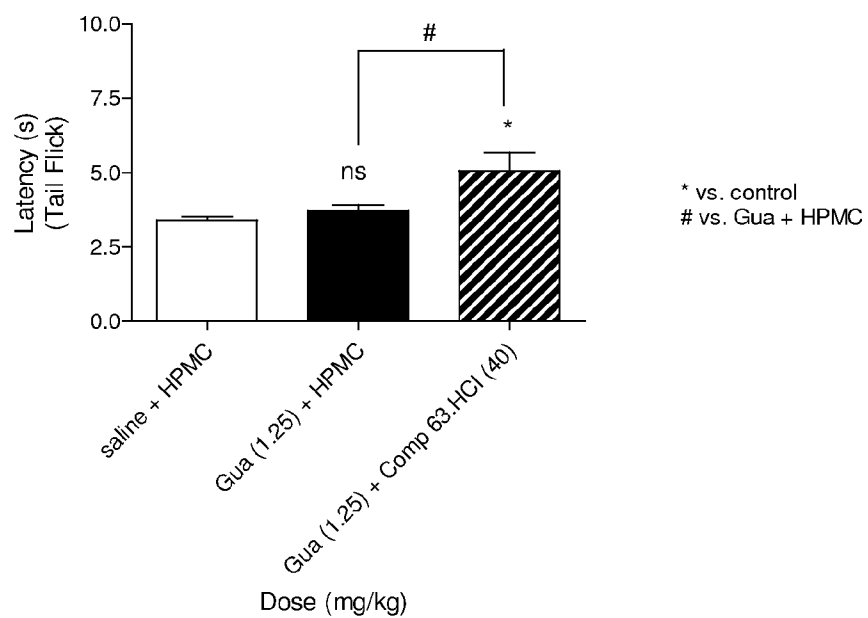 10.0
#
7.5
*
Latency (s)
(Tail Flick)
ns
5.0
* vs. control
# vs. Gua + HPMC
2.5
0.0
saline + HPMC
Gua (1.25) + HPMC
Gua (1.25) + Comp 63.HCl (40)
Dose (mg/kg)